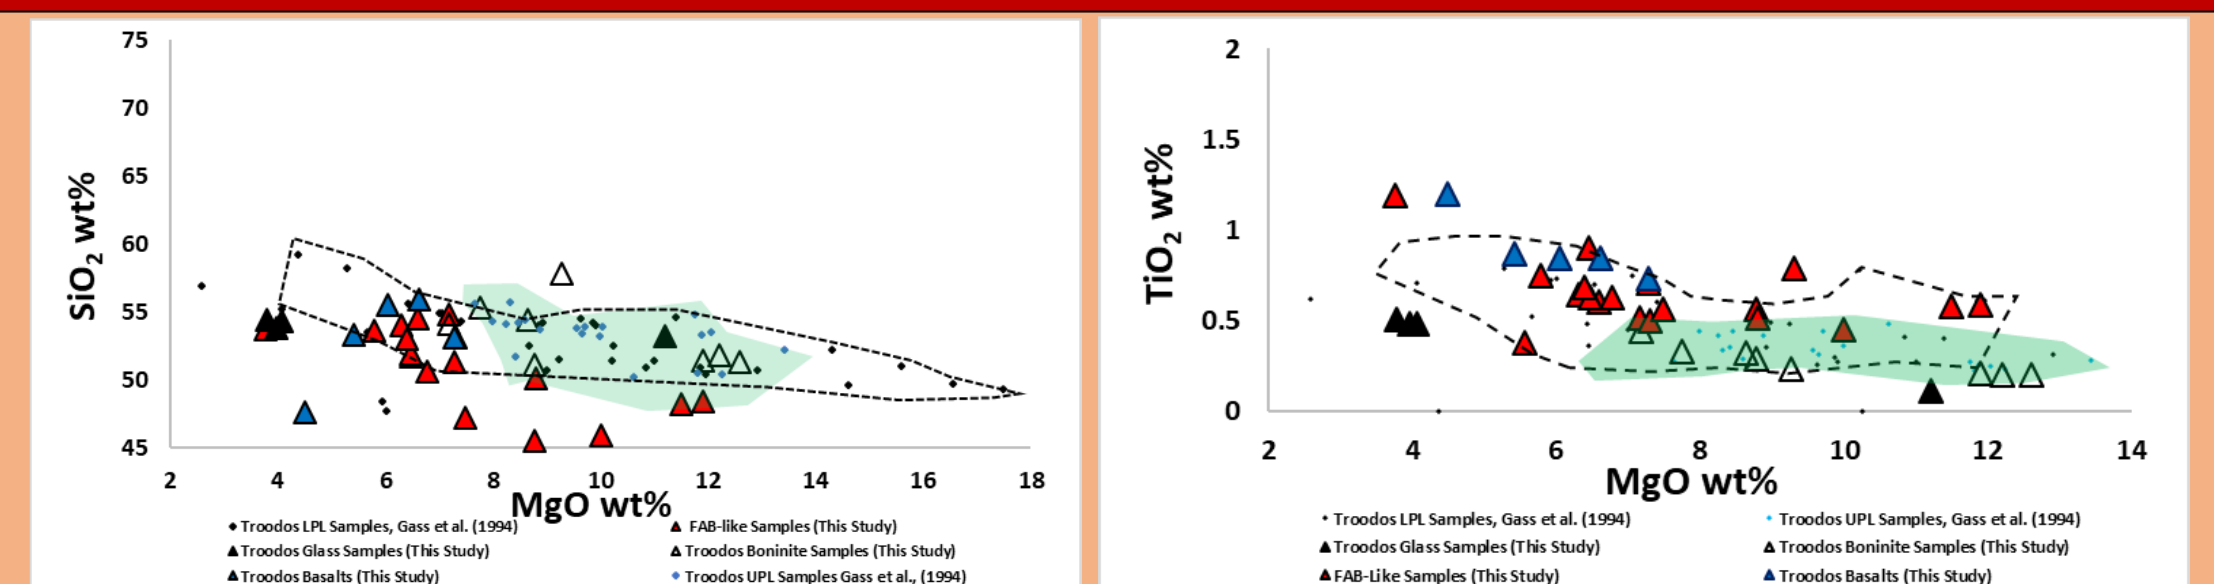 75
70
65
60
55
50
45
SiO2 wt%
2 4 6 8 10 12 14 16 18
MgO wt%
Troodos LPL Samples, Gass et al. (1994)
FAB-like Samples (This Study)
Troodos Glass Samples (This Study)
Troodos Boninite Samples (This Study)
Troodos Basalts (This Study)
Troodos UPL Samples Gass et al., (1994)
2
1.5
1
0.5
0
TiO2 wt%
2 4 6 8 10 12 14
MgO wt%
Troodos LPL Samples, Gass et al. (1994)
Troodos UPL Samples, Gass et al. (1994)
Troodos Glass Samples (This Study)
Troodos Boninite Samples (This Study)
FAB-Like Samples (This Study)
Troodos Basalts (This Study)